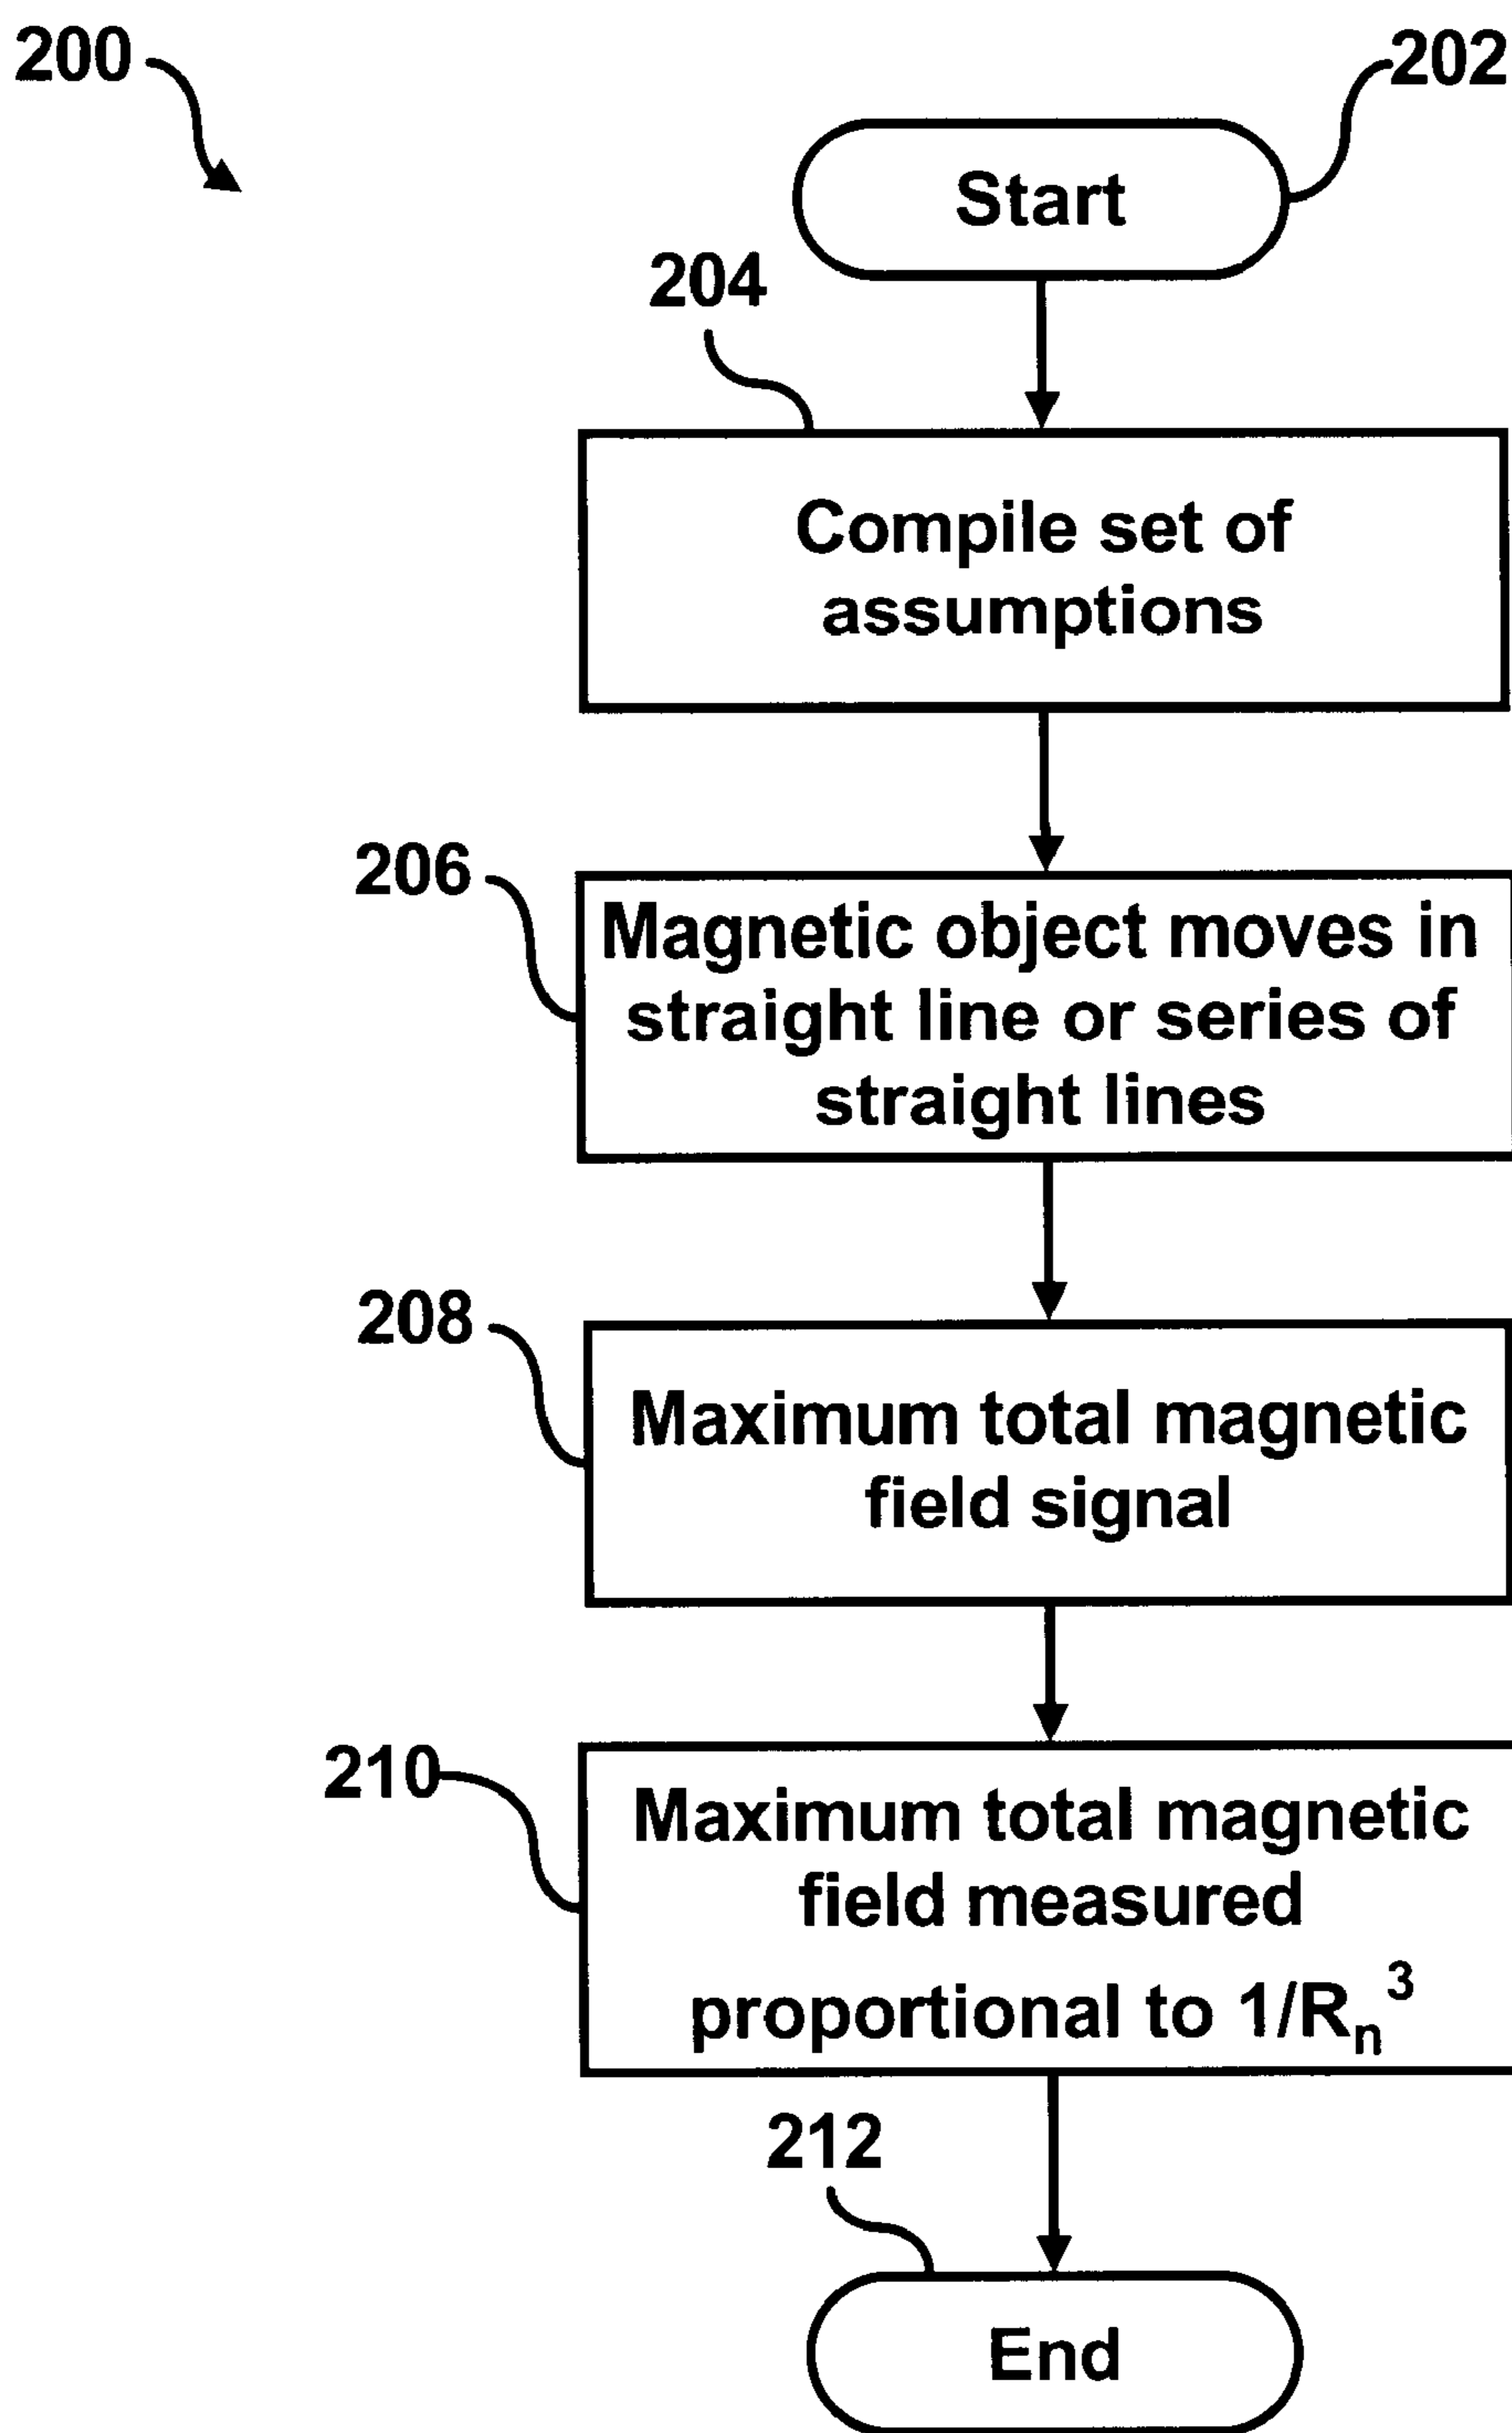 200
202
Start
204
Compile set of
assumptions
206
Magnetic object moves in
straight line or series of
straight lines
208
Maximum total magnetic
field signal
210
Maximum total magnetic
field measured
proportional to 1/Rₙ³
212
End